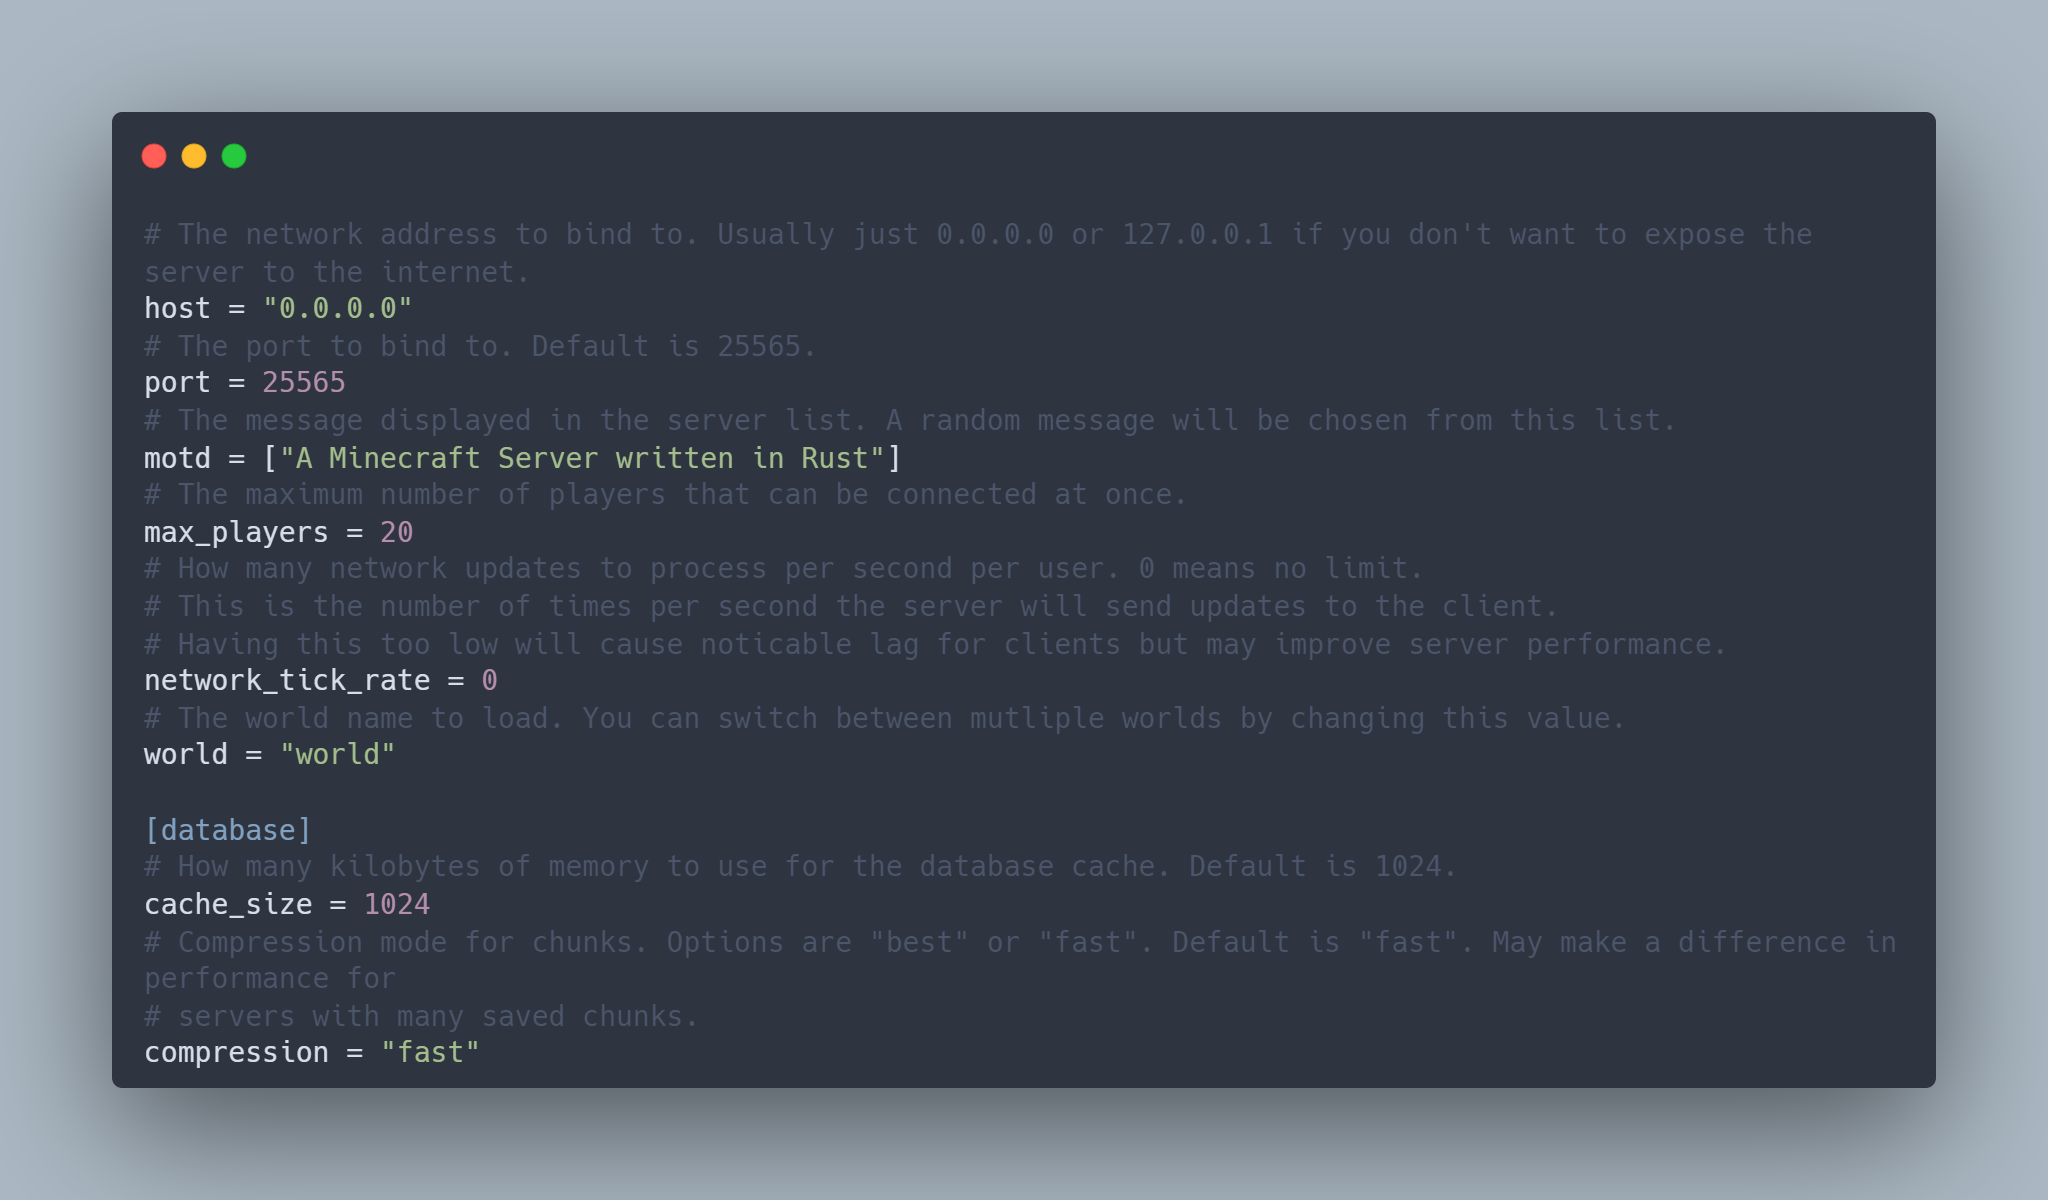 # The network address to bind to. Usually just 0.0.0.0 or 127.0.0.1 if you don't want to expose the
server to the internet.
host = "0.0.0.0"
# The port to bind to. Default is 25565.
port = 25565
# The message displayed in the server list. A random message will be chosen from this list.
motd = ["A Minecraft Server written in Rust"]
# The maximum number of players that can be connected at once.
max_players = 20
# How many network updates to process per second per user. 0 means no limit.
# This is the number of times per second the server will send updates to the client.
# Having this too low will cause noticable lag for clients but may improve server performance.
network_tick_rate = 0
# The world name to load. You can switch between mutliple worlds by changing this value.
world = "world"

[database]
# How many kilobytes of memory to use for the database cache. Default is 1024.
cache_size = 1024
# Compression mode for chunks. Options are "best" or "fast". Default is "fast". May make a difference in
performance for
# servers with many saved chunks.
compression = "fast"